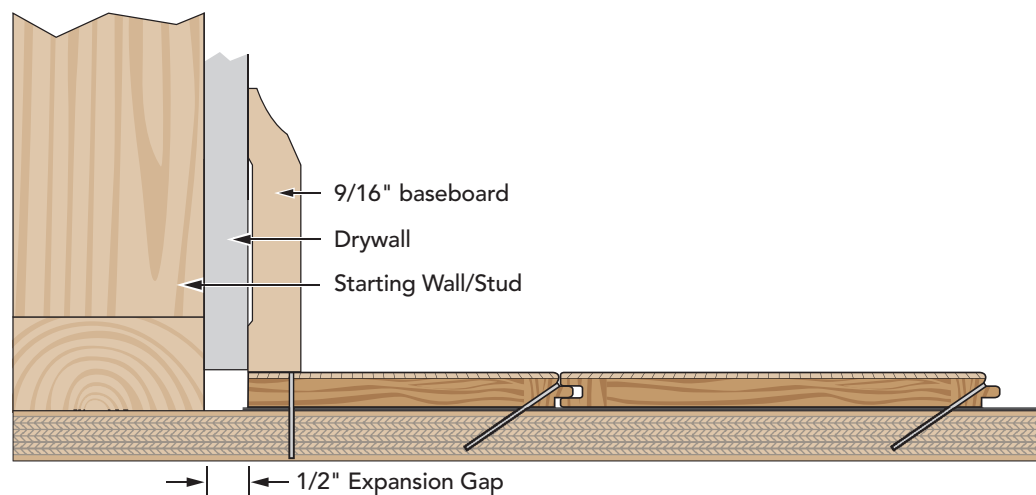 9/16" baseboard
Drywall
Starting Wall/Stud
1/2" Expansion Gap